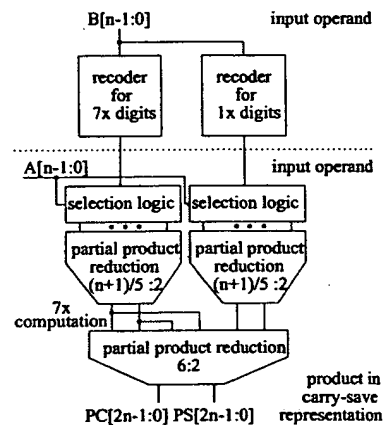 B[n-1:0]
input operand
recoder
for
7x digits
recoder
for
1x digits
A[n-1:0]
input operand
selection logic
selection logic
partial product
reduction
(n+1)/5 :2
partial product
reduction
(n+1)/5 :2
7x
computation
partial product reduction
6:2
product in
carry-save
representation
PC[2n-1:0] PS[2n-1:0]